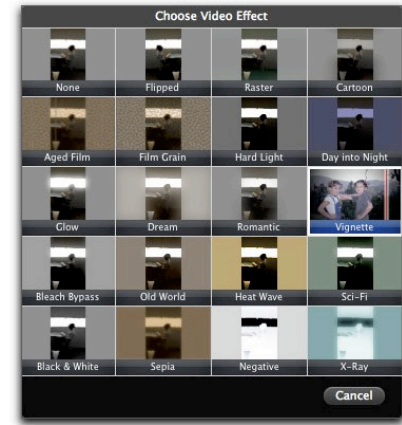 Choose Video Effect
None Flipped Raster Cartoon
Aged Film Film Grain Hard Light Day into Night
Glow Dream Romantic Vignette
Bleach Bypass Old World Heat Wave Sci-Fi
Black & White Sepia Negative X-Ray
Cancel